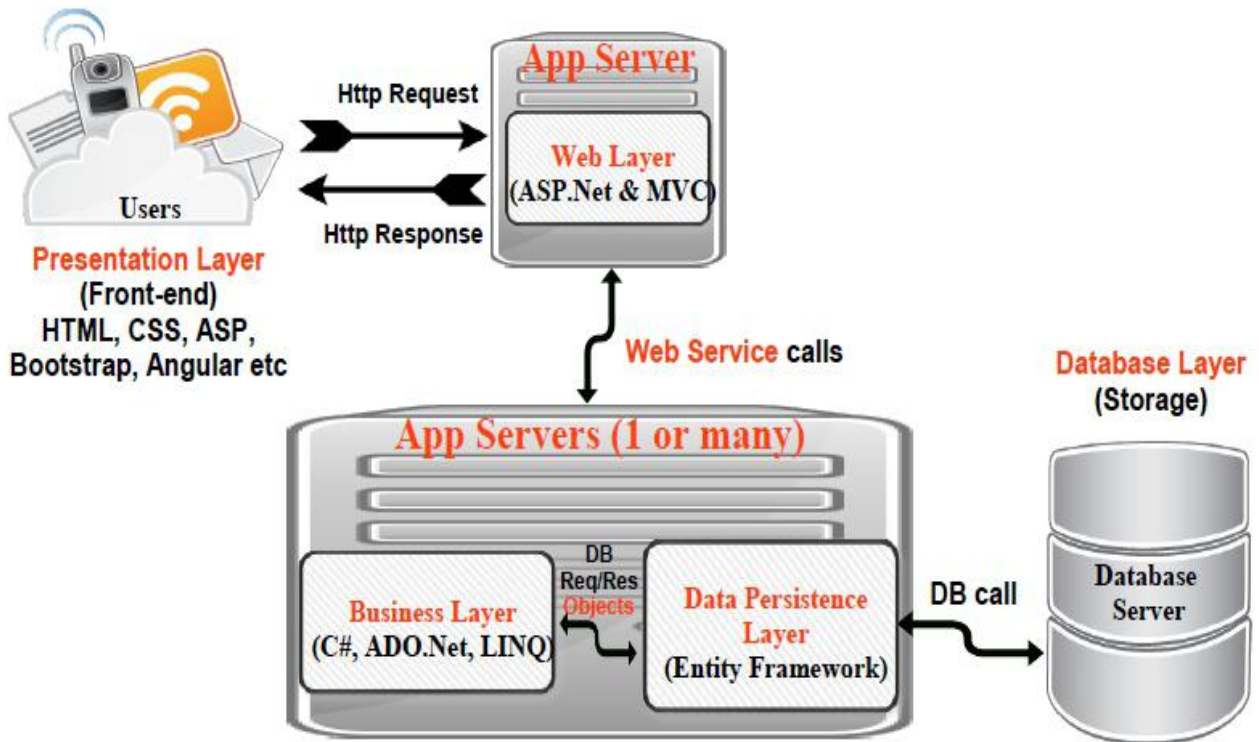 App Server
Http Request
Web Layer
(ASP.Net & MVC)
Users
Http Response
Presentation Layer
(Front-end)
HTML, CSS, ASP,
Bootstrap, Angular etc
Web Service calls
Database Layer
(Storage)
App Servers (1 or many)
DB
Req/Res
Objects
Business Layer
(C#, ADO.Net, LINQ)
Data Persistence
Layer
(Entity Framework)
DB call
Database
Server